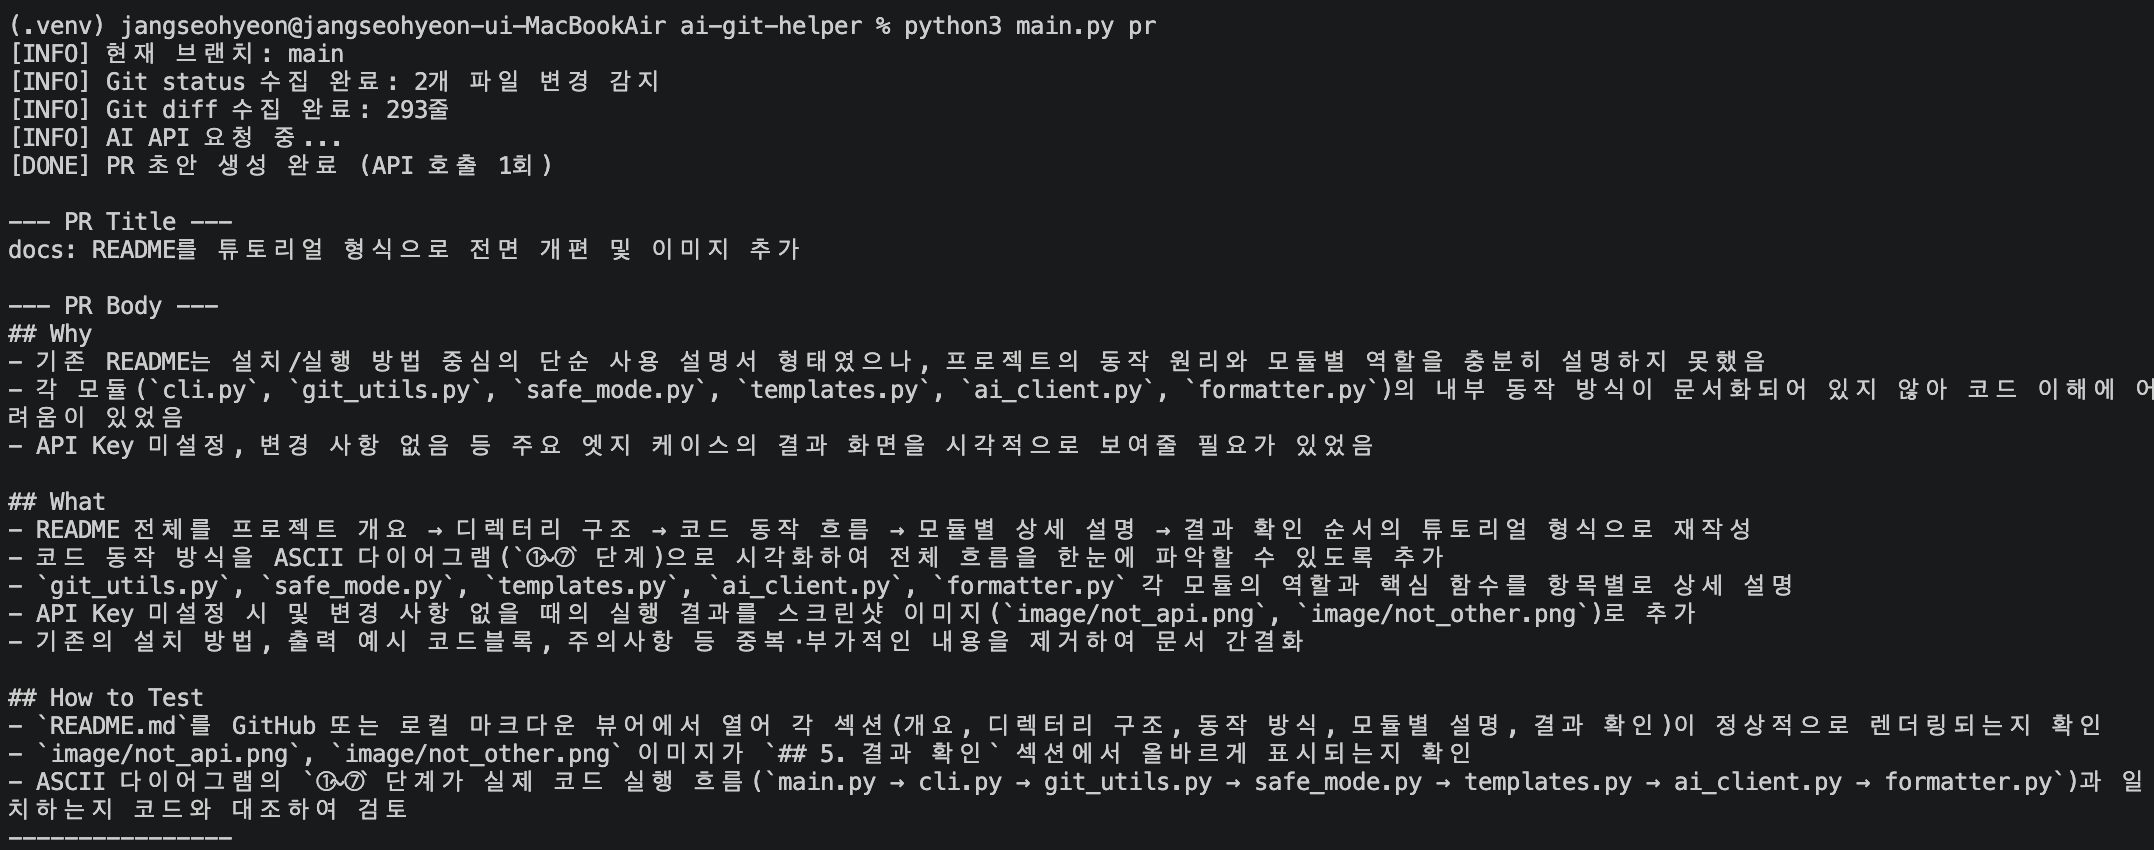 (.venv) jangseohyeon@jangseohyeon-ui-MacBookAir ai-git-helper % python3 main.py pr
[INFO] 현재 브랜치: main
[INFO] Git status 수집 완료: 2개 파일 변경 감지
[INFO] Git diff 수집 완료: 293줄
[INFO] AI API 요청 중...
[DONE] PR 초안 생성 완료 (API 호출 1회)

--- PR Title ---
docs: README를 튜토리얼 형식으로 전면 개편 및 이미지 추가

--- PR Body ---
## Why
- 기존 README는 설치/실행 방법 중심의 단순 사용 설명서 형태였으나, 프로젝트의 동작 원리와 모듈별 역할을 충분히 설명하지 못했음
- 각 모듈(`cli.py`, `git_utils.py`, `safe_mode.py`, `templates.py`, `ai_client.py`, `formatter.py`)의 내부 동작 방식이 문서화되어 있지 않아 코드 이해에 어
려움이 있었음
- API Key 미설정, 변경 사항 없음 등 주요 엣지 케이스의 결과 화면을 시각적으로 보여줄 필요가 있었음

## What
- README 전체를 프로젝트 개요 → 디렉터리 구조 → 코드 동작 흐름 → 모듈별 상세 설명 → 결과 확인 순서의 튜토리얼 형식으로 재작성
- 코드 동작 방식을 ASCII 다이어그램(`①~⑦` 단계)으로 시각화하여 전체 흐름을 한눈에 파악할 수 있도록 추가
- `git_utils.py`, `safe_mode.py`, `templates.py`, `ai_client.py`, `formatter.py` 각 모듈의 역할과 핵심 함수를 항목별로 상세 설명
- API Key 미설정 시 및 변경 사항 없을 때의 실행 결과를 스크린샷 이미지(`image/not_api.png`, `image/not_other.png`)로 추가
- 기존의 설치 방법, 출력 예시 코드블록, 주의사항 등 중복·부가적인 내용을 제거하여 문서 간결화

## How to Test
- `README.md`를 GitHub 또는 로컬 마크다운 뷰어에서 열어 각 섹션(개요, 디렉터리 구조, 동작 방식, 모듈별 설명, 결과 확인)이 정상적으로 렌더링되는지 확인
- `image/not_api.png`, `image/not_other.png` 이미지가 `## 5. 결과 확인` 섹션에서 올바르게 표시되는지 확인
- ASCII 다이어그램의 `①~⑦` 단계가 실제 코드 실행 흐름(`main.py → cli.py → git_utils.py → safe_mode.py → templates.py → ai_client.py → formatter.py`)과 일
치하는지 코드와 대조하여 검토
----------------